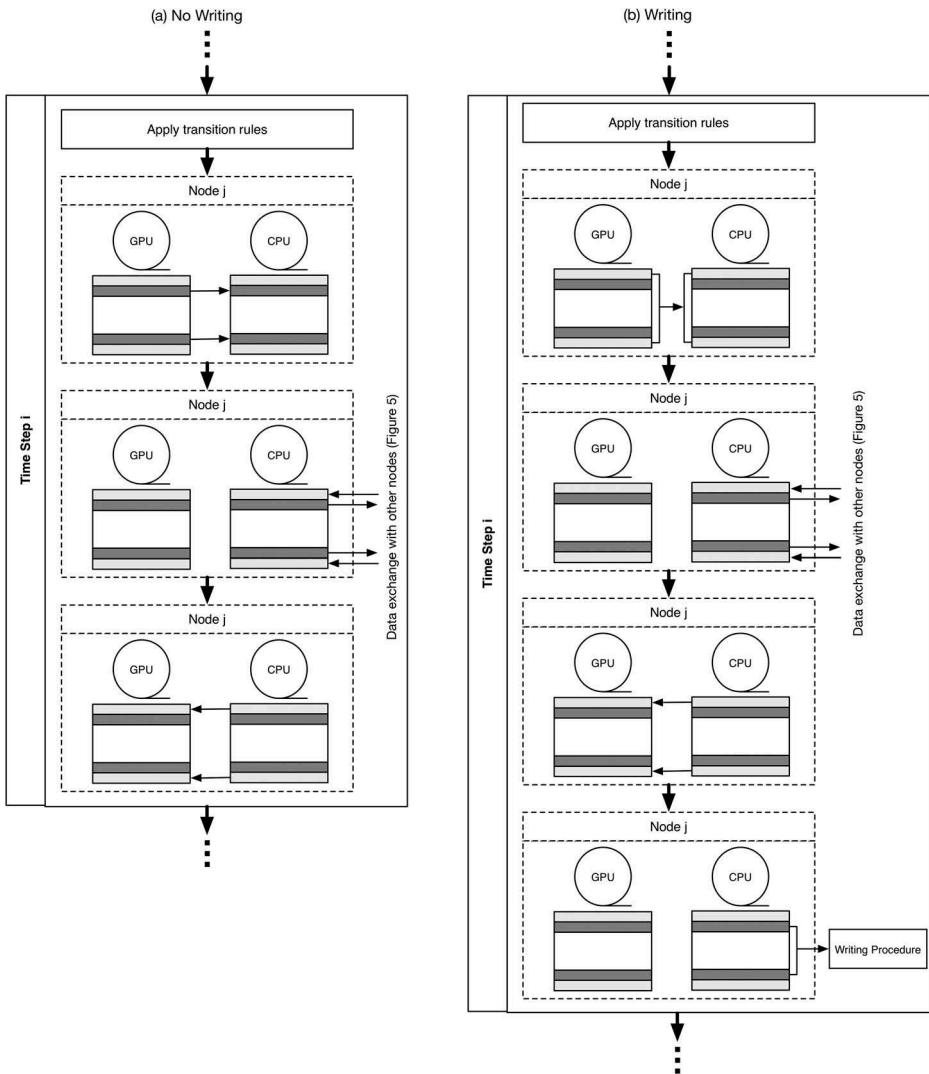 (a) No Writing
Time Step i
Apply transition rules
Node j
GPU CPU
Node j
GPU CPU
Data exchange with other nodes (Figure 5)
Node j
GPU CPU
(b) Writing
Time Step i
Apply transition rules
Node j
GPU CPU
Node j
GPU CPU
Data exchange with other nodes (Figure 5)
Node j
GPU CPU
Node j
GPU CPU
Writing Procedure